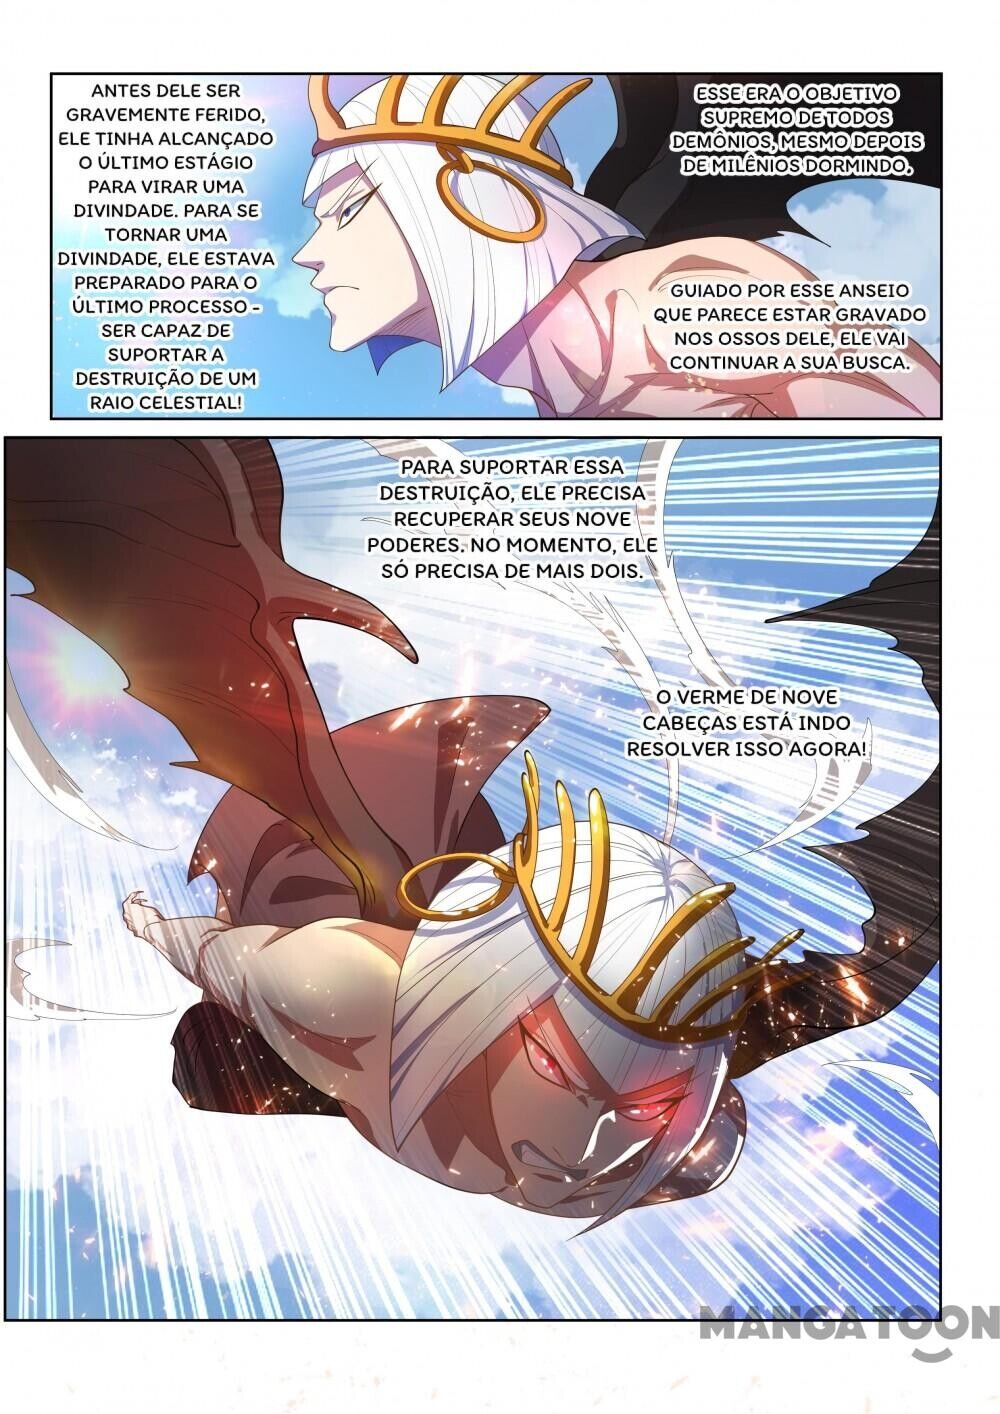 ANTES DELE SER
GRAVEMENTE FERIDO,
ELE TINHA ALCANÇADO
O ÚLTIMO ESTÁGIO
PARA VIRAR UMA
DIVINDADE. PARA SE
TORNAR UMA
DIVINDADE, ELE ESTAVA
PREPARADO PARA O
ÚLTIMO PROCESSO -
SER CAPAZ DE
SUPORTAR A
DESTRUIÇÃO DE UM
RAIO CELESTIAL!
ESSE ERA O OBJETIVO
SUPREMO DE TODOS
DEMÔNIOS, MESMO DEPOIS
DE MILÊNIOS DORMINDO.
GUIADO POR ESSE ANSEIO
QUE PARECE ESTAR GRAVADO
NOS OSSOS DELE, ELE VAI
CONTINUAR A SUA BUSCA.
PARA SUPORTAR ESSA
DESTRUIÇÃO, ELE PRECISA
RECUPERAR SEUS NOVE
PODERES. NO MOMENTO, ELE
SÓ PRECISA DE MAIS DOIS.
O VERME DE NOVE
CABEÇAS ESTÁ INDO
RESOLVER ISSO AGORA!
MANGATOON